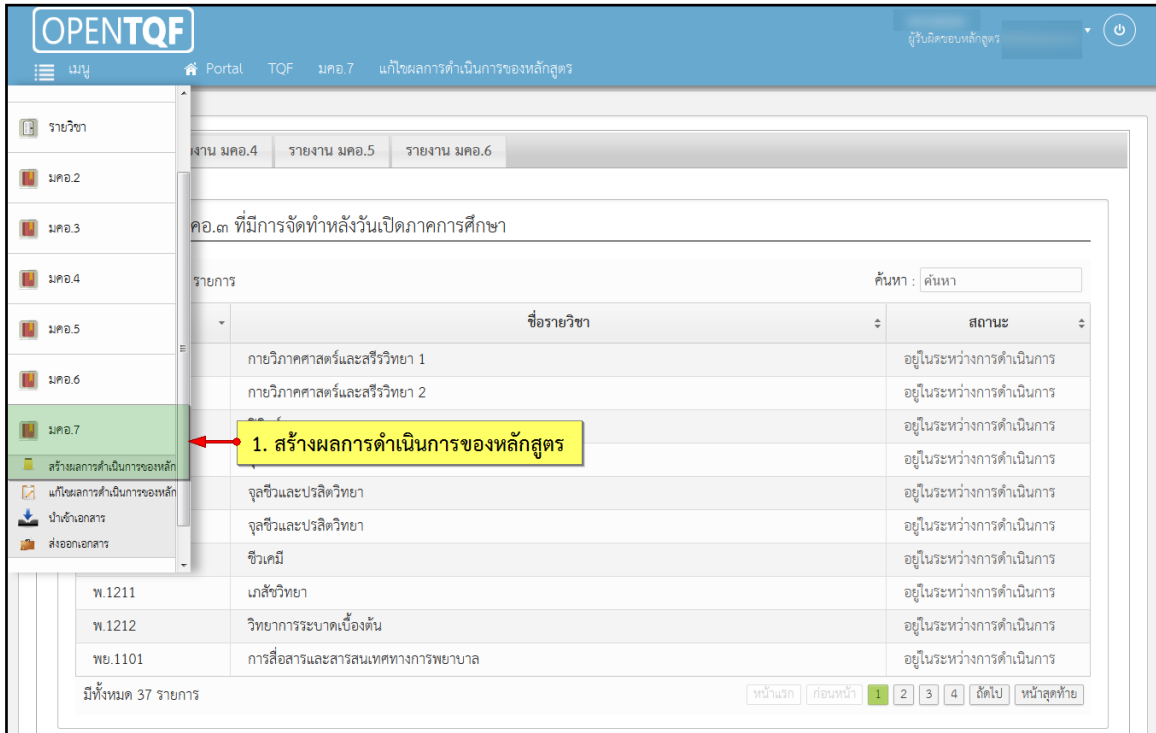 OPENTQF
ผู้รับผิดชอบหลักสูตร
เมนู Portal TQF มคอ.7 แก้ไขผลการดำเนินการของหลักสูตร
รายวิชา
งาน มคอ.4 รายงาน มคอ.5 รายงาน มคอ.6
มคอ.2
มคอ.3
คอ.๓ ที่มีการจัดทำหลังวันเปิดภาคการศึกษา
มคอ.4
รายการ ค้นหา : ค้นหา
มคอ.5
ชื่อรายวิชา สถานะ
กายวิภาคศาสตร์และสรีรวิทยา 1 อยู่ในระหว่างการดำเนินการ
มคอ.6
กายวิภาคศาสตร์และสรีรวิทยา 2 อยู่ในระหว่างการดำเนินการ
มคอ.7
อยู่ในระหว่างการดำเนินการ
1. สร้างผลการดำเนินการของหลักสูตร
สร้างผลการดำเนินการของหลัก
อยู่ในระหว่างการดำเนินการ
แก้ไขผลการดำเนินการของหลัก
จุลชีวและปรสิตวิทยา อยู่ในระหว่างการดำเนินการ
นำเข้าเอกสาร
จุลชีวและปรสิตวิทยา อยู่ในระหว่างการดำเนินการ
ส่งออกเอกสาร
ชีวเคมี อยู่ในระหว่างการดำเนินการ
พ.1211 เภสัชวิทยา อยู่ในระหว่างการดำเนินการ
พ.1212 วิทยาการระบาดเบื้องต้น อยู่ในระหว่างการดำเนินการ
พย.1101 การสื่อสารและสารสนเทศทางการพยาบาล อยู่ในระหว่างการดำเนินการ
มีทั้งหมด 37 รายการ หน้าแรก ก่อนหน้า 1 2 3 4 ถัดไป หน้าสุดท้าย